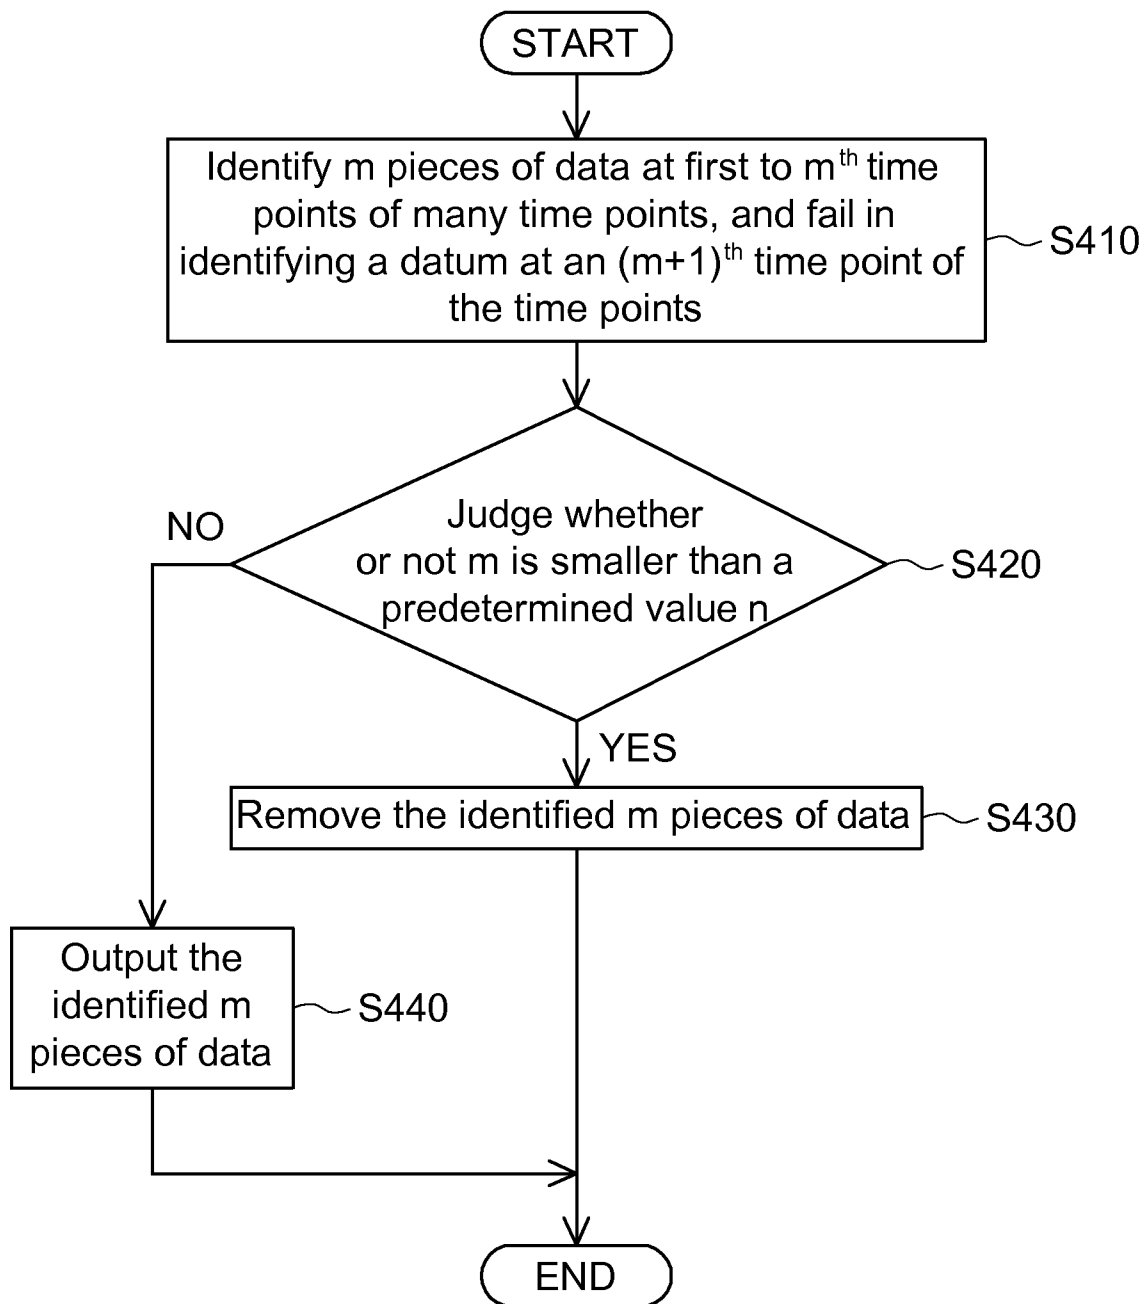 START
Identify m pieces of data at first to mth time
points of many time points, and fail in
identifying a datum at an (m+1)th time point of
the time points
S410
Judge whether
or not m is smaller than a
predetermined value n
S420
NO
YES
Remove the identified m pieces of data
S430
Output the
identified m
pieces of data
S440
END